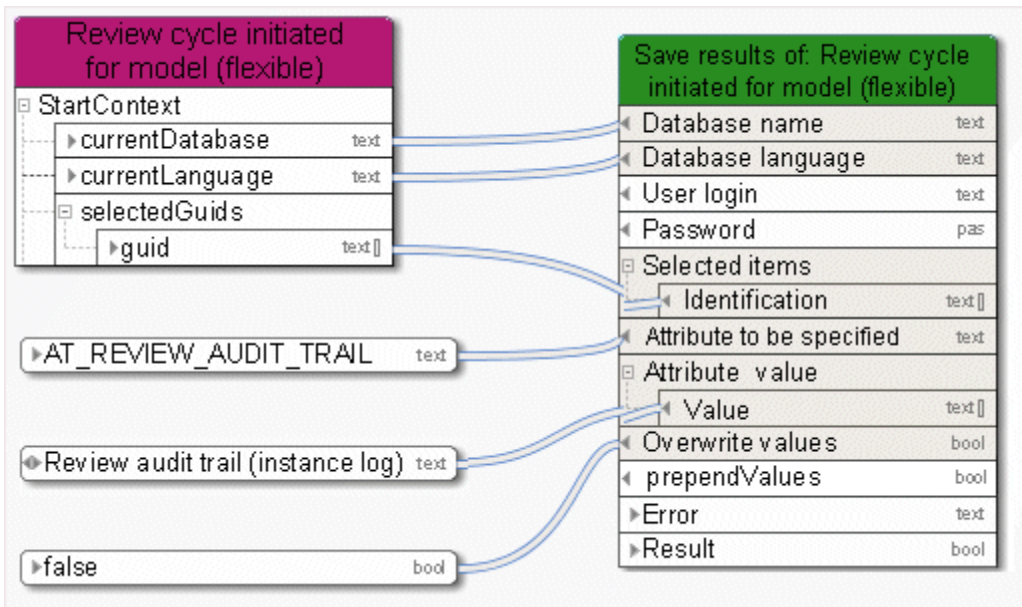 Review cycle initiated
for model (flexible)
StartContext
currentDatabase text
currentLanguage text
selectedGuids
guid text[]
AT_REVIEW_AUDIT_TRAIL text
Review audit trail (instance log) text
false bool
Save results of: Review cycle
initiated for model (flexible)
Database name text
Database language text
User login text
Password pas
Selected items
Identification text[]
Attribute to be specified text
Attribute value
Value text[]
Overwrite values bool
prependValues bool
Error text
Result bool